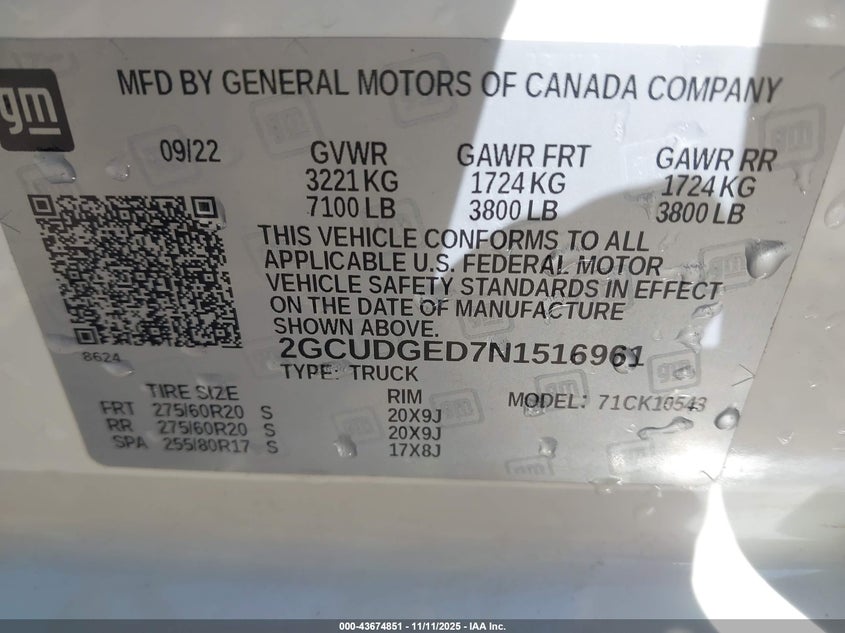 gm
MFD BY GENERAL MOTORS OF CANADA COMPANY
09/22 GVWR GAWR FRT GAWR RR
3221 KG 1724 KG 1724 KG
7100 LB 3800 LB 3800 LB
THIS VEHICLE CONFORMS TO ALL
APPLICABLE U.S. FEDERAL MOTOR
VEHICLE SAFETY STANDARDS IN EFFECT
ON THE DATE OF MANUFACTURE
SHOWN ABOVE.
8624
2GCUDGED7N1516961
TYPE: TRUCK
TIRE SIZE RIM MODEL: 71CK10543
FRT 275/60R20 S 20X9J
RR 275/60R20 S 20X9J
SPA 255/80R17 S 17X8J
000-43674851 - 11/11/2025 - IAA Inc.